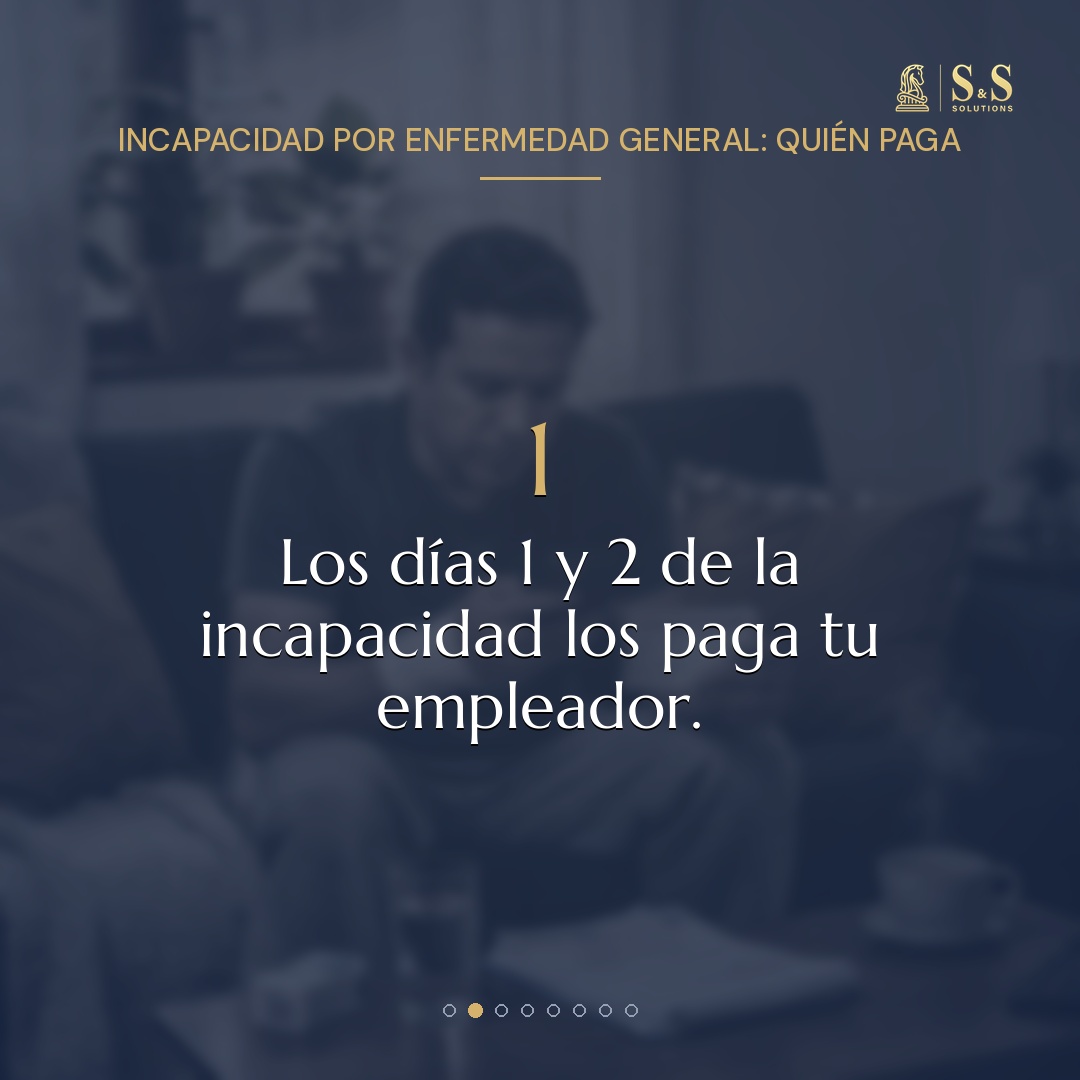 S&S
SOLUTIONS
INCAPACIDAD POR ENFERMEDAD GENERAL: QUIÉN PAGA
1
Los días 1 y 2 de la
incapacidad los paga tu
empleador.